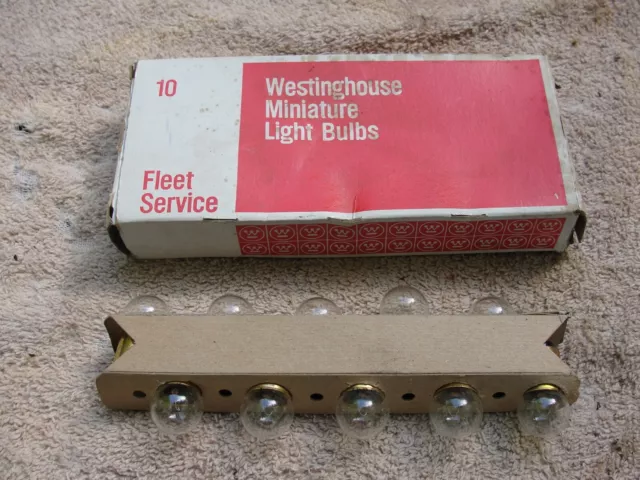 10
Westinghouse
Miniature
Light Bulbs
Fleet
Service